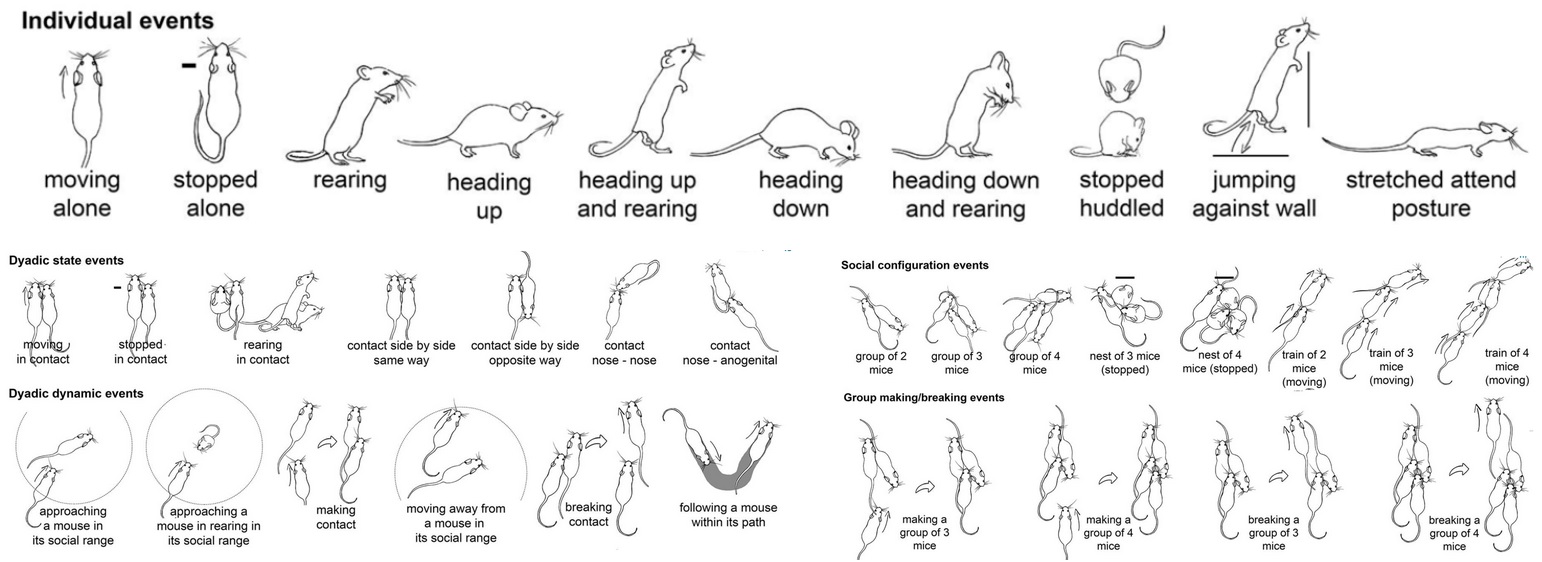 Individual events
moving
alone
stopped
alone
rearing
heading
up
heading up
and rearing
heading
down
heading down
and rearing
stopped
huddled
jumping
against wall
stretched attend
posture
Dyadic state events
moving
in contact
stopped
in contact
rearing
in contact
contact side by side
same way
contact side by side
opposite way
contact
nose - nose
contact
nose - anogenital
Social configuration events
group of 2
mice
group of 3
mice
group of 4
mice
nest of 3 mice
(stopped)
nest of 4
mice (stopped)
train of 2
mice
(moving)
train of 3
mice
(moving)
train of 4
mice
(moving)
Dyadic dynamic events
approaching
a mouse in
its social range
approaching a
mouse in rearing in
its social range
making
contact
moving away from
a mouse in
its social range
breaking
contact
following a mouse
within its path
Group making/breaking events
making a
group of 3
mice
making a
group of 4
mice
breaking a
group of 3
mice
breaking a
group of 4
mice